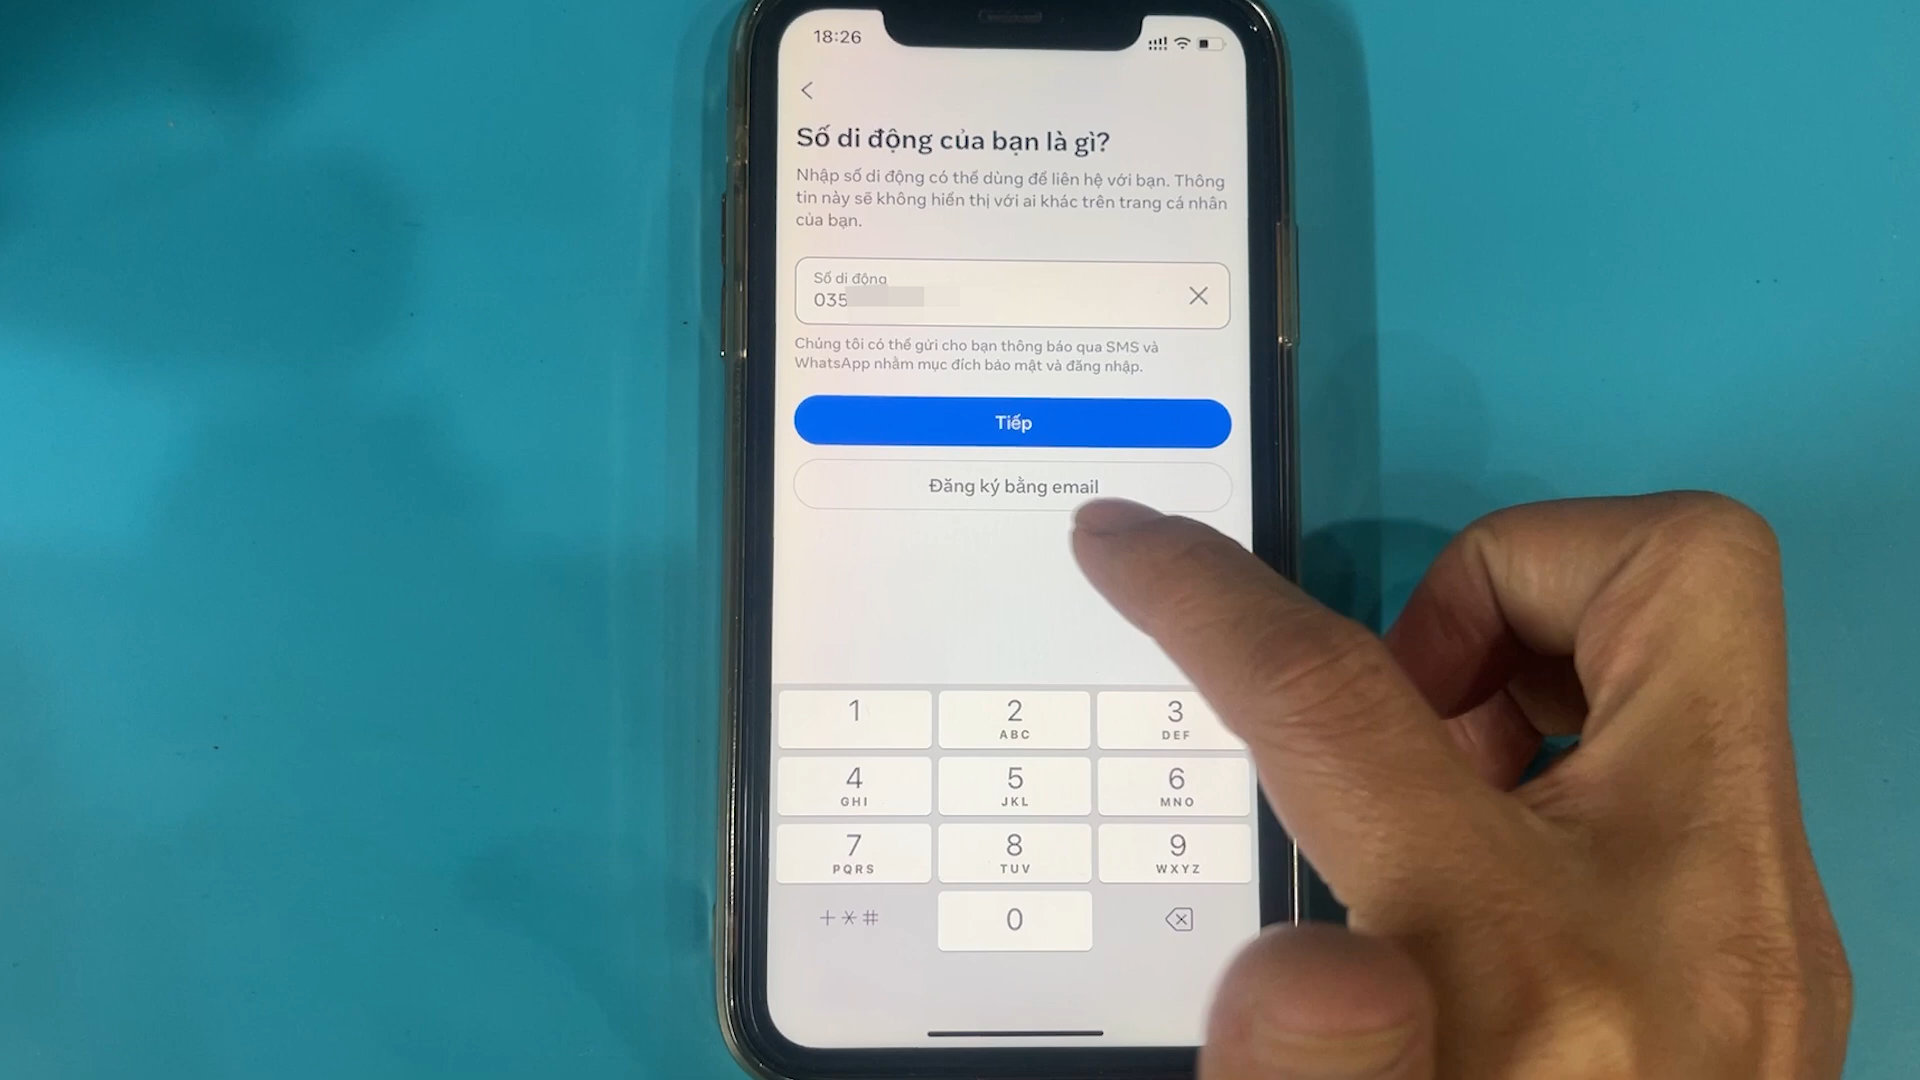 18:26
Số di động của bạn là gì?
Nhập số di động có thể dùng để liên hệ với bạn. Thông
tin này sẽ không hiển thị với ai khác trên trang cá nhân
của bạn.
Số di động
035
Chúng tôi có thể gửi cho bạn thông báo qua SMS và
WhatsApp nhằm mục đích bảo mật và đăng nhập.
Tiếp
Đăng ký bằng email
1 2 3
ABC DEF
4 5 6
GHI JKL MNO
7 8 9
PQRS TUV WXYZ
+*# 0